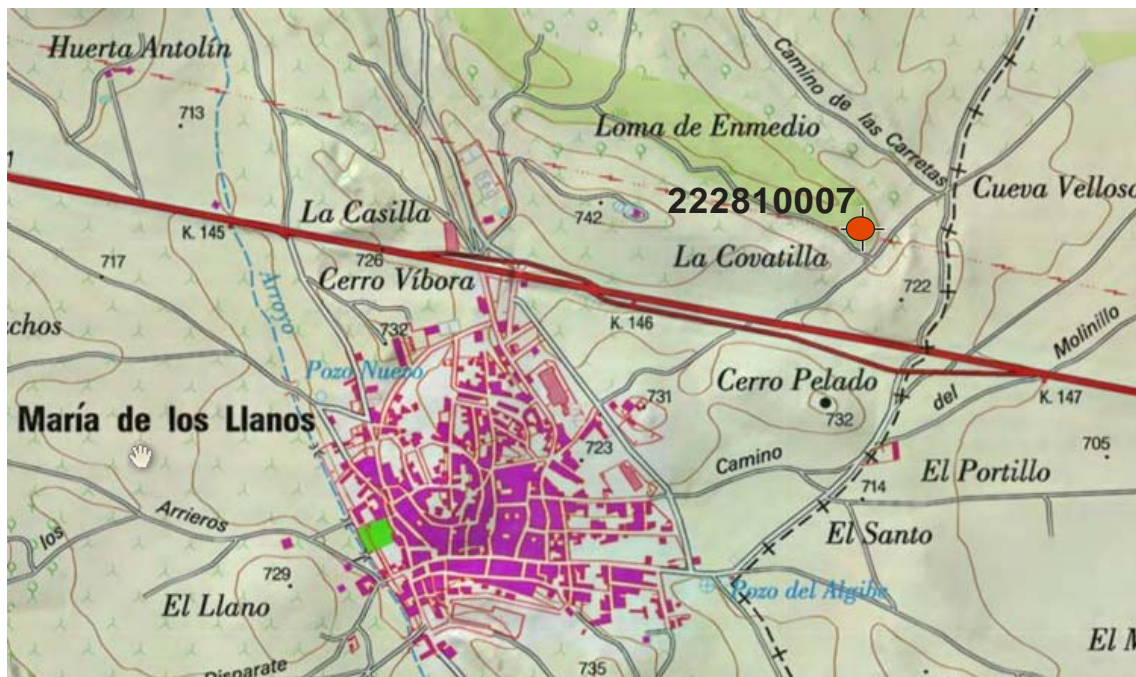 Huerta Antolín
Camino de las Carretas
713
Loma de Enmedio
Cueva Vellosa
222810007
La Casilla
742
K. 145
La Covatilla
726
717
Arroyo
Cerro Víbora
722
K. 146
Molinillo
732
Pozo Nuevo
Cerro Pelado
731
del
K. 147
732
María de los Llanos
723
705
Camino
El Portillo
714
Arrieros
los
El Santo
729
Pozo del Algibe
El Llano
Disparate
735